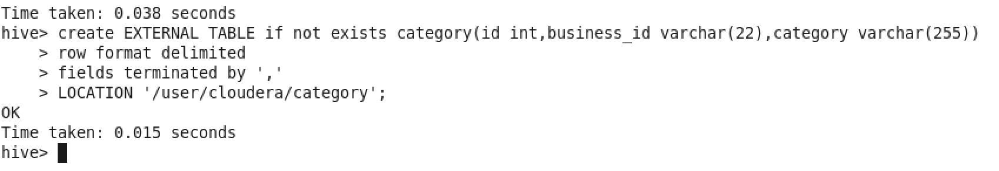 Time taken: 0.038 seconds
hive> create EXTERNAL TABLE if not exists category(id int,business_id varchar(22),category varchar(255))
    > row format delimited
    > fields terminated by ','
    > LOCATION '/user/cloudera/category';
OK
Time taken: 0.015 seconds
hive>